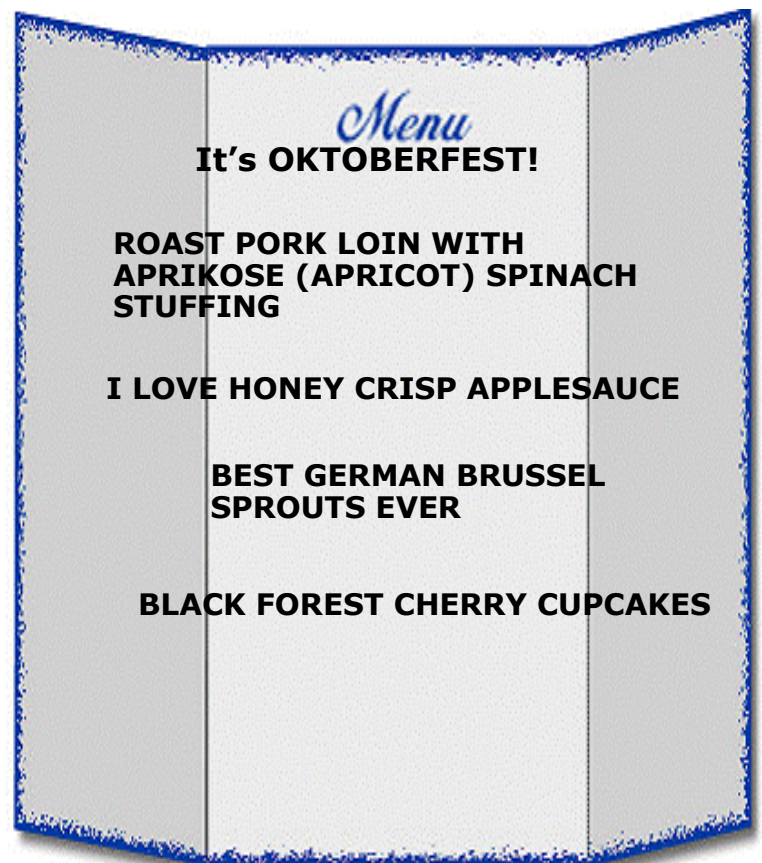 Menu
It’s OKTOBERFEST!
ROAST PORK LOIN WITH
APRIKOSE (APRICOT) SPINACH
STUFFING
I LOVE HONEY CRISP APPLESAUCE
BEST GERMAN BRUSSEL
SPROUTS EVER
BLACK FOREST CHERRY CUPCAKES